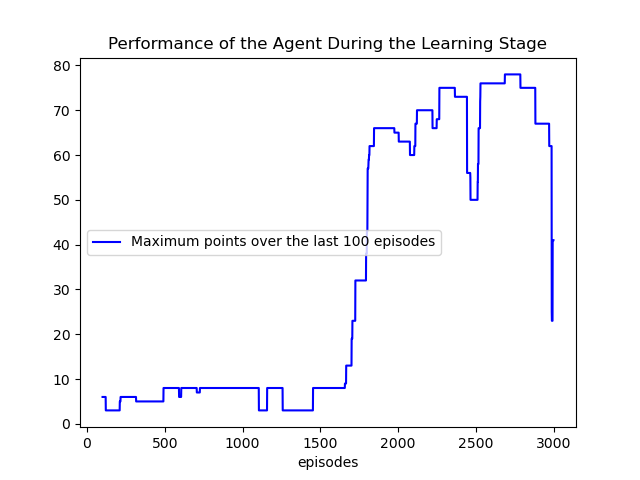 Performance of the Agent During the Learning Stage
80
70
60
50
40
30
20
10
0
Maximum points over the last 100 episodes
0 500 1000 1500 2000 2500 3000
episodes